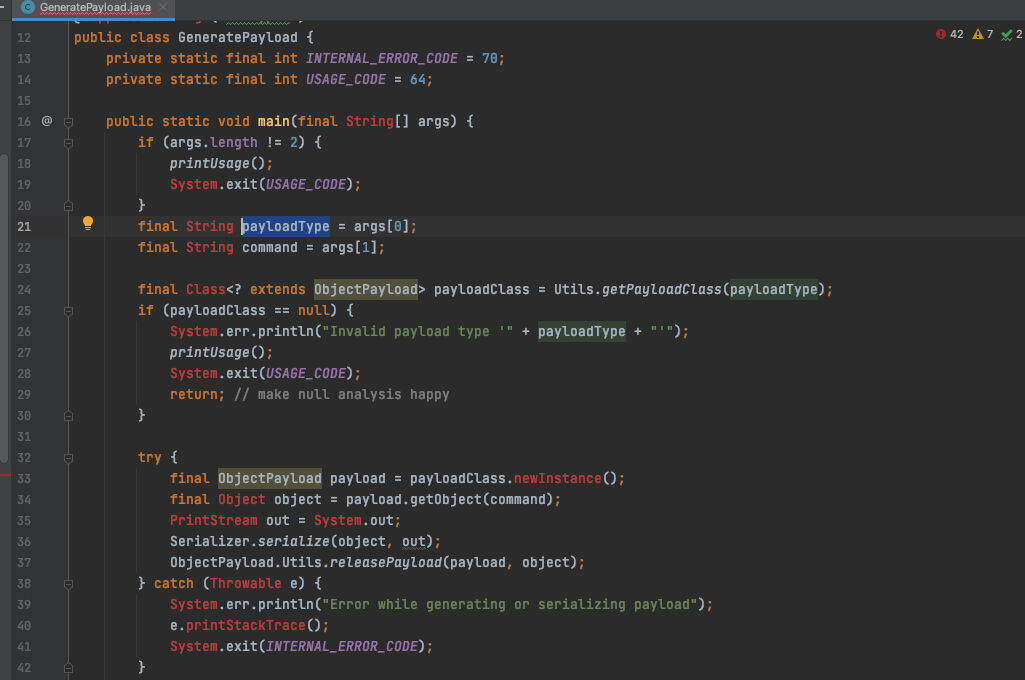 GeneratePayload.java
42 7 2
12 public class GeneratePayload {
13 private static final int INTERNAL_ERROR_CODE = 70;
14 private static final int USAGE_CODE = 64;
15
16 @ public static void main(final String[] args) {
17 if (args.length != 2) {
18 printUsage();
19 System.exit(USAGE_CODE);
20 }
21 final String payloadType = args[0];
22 final String command = args[1];
23
24 final Class<? extends ObjectPayload> payloadClass = Utils.getPayloadClass(payloadType);
25 if (payloadClass == null) {
26 System.err.println("Invalid payload type '" + payloadType + "'");
27 printUsage();
28 System.exit(USAGE_CODE);
29 return; // make null analysis happy
30 }
31
32 try {
33 final ObjectPayload payload = payloadClass.newInstance();
34 final Object object = payload.getObject(command);
35 PrintStream out = System.out;
36 Serializer.serialize(object, out);
37 ObjectPayload.Utils.releasePayload(payload, object);
38 } catch (Throwable e) {
39 System.err.println("Error while generating or serializing payload");
40 e.printStackTrace();
41 System.exit(INTERNAL_ERROR_CODE);
42 }